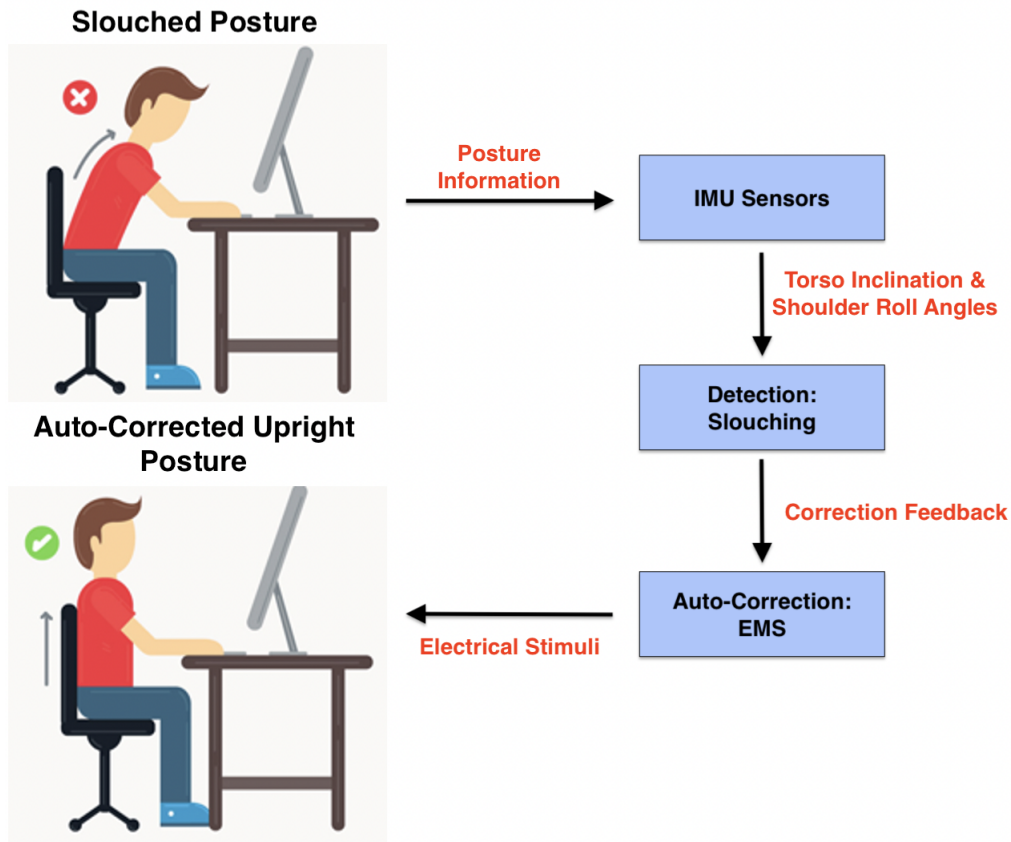 Slouched Posture
Posture
Information
IMU Sensors
Torso Inclination &
Shoulder Roll Angles
Detection:
Slouching
Auto-Corrected Upright
Posture
Correction Feedback
Auto-Correction:
EMS
Electrical Stimuli